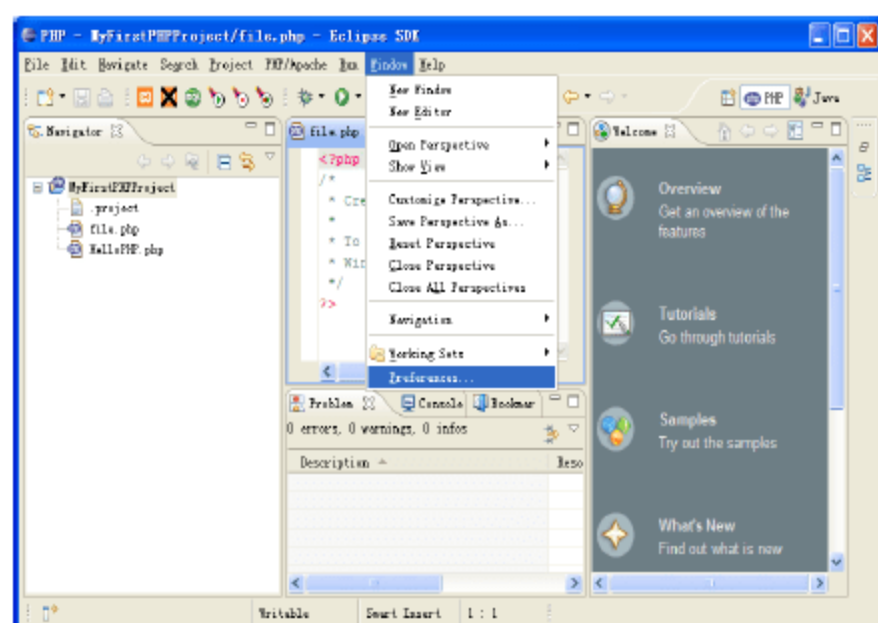 PHP - MyFirstPHPProject/file.php - Eclipse SDK
File Edit Navigate Search Project PHP/Apache Run Window Help
PHP Java
Navigator
MyFirstPHPProject
.project
file.php
HelloPHP.php
file.php
<?php
/*
* Cre
*
* To
* Win
*/
?>
New Window
New Editor
Open Perspective
Show View
Customize Perspective...
Save Perspective As...
Reset Perspective
Close Perspective
Close All Perspectives
Navigation
Working Sets
Preferences...
Problem Console Bookmar
0 errors, 0 warnings, 0 infos
Description Reso
Welcome
Overview
Get an overview of the
features
Tutorials
Go through tutorials
Samples
Try out the samples
What's New
Find out what is new
Writable Smart Insert 1 : 1